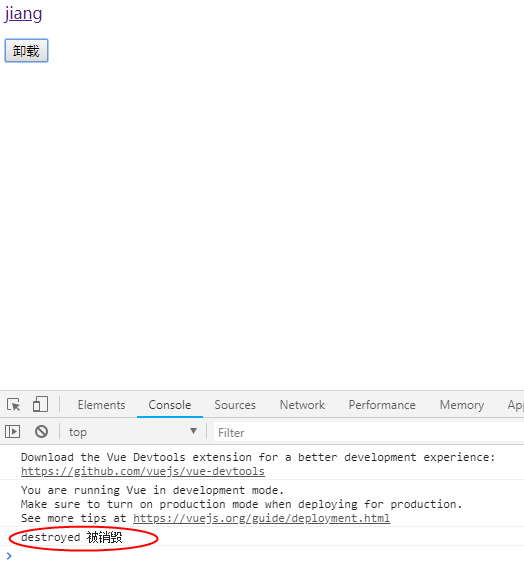 jiang
卸载
Elements Console Sources Network Performance Memory Ap
top Filter
Download the Vue Devtools extension for a better development experience:
https://github.com/vuejs/vue-devtools
You are running Vue in development mode.
Make sure to turn on production mode when deploying for production.
See more tips at https://vuejs.org/guide/deployment.html
destroyed 被销毁